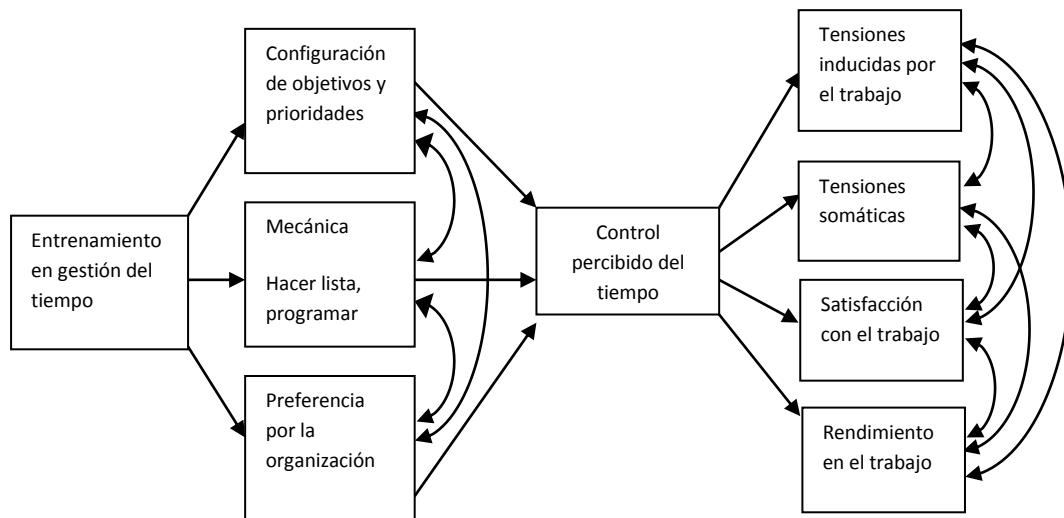 Entrenamiento
en gestión del
tiempo
Configuración
de objetivos y
prioridades
Mecánica
Hacer lista,
programar
Preferencia
por la
organización
Control
percibido del
tiempo
Tensiones
inducidas por
el trabajo
Tensiones
somáticas
Satisfacción
con el trabajo
Rendimiento
en el trabajo